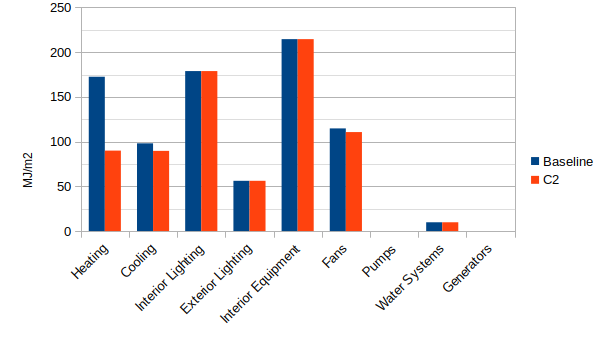 250
200
150
100
50
0
MJ/m2
Heating
Cooling
Interior Lighting
Exterior Lighting
Interior Equipment
Fans
Pumps
Water Systems
Generators
Baseline
C2